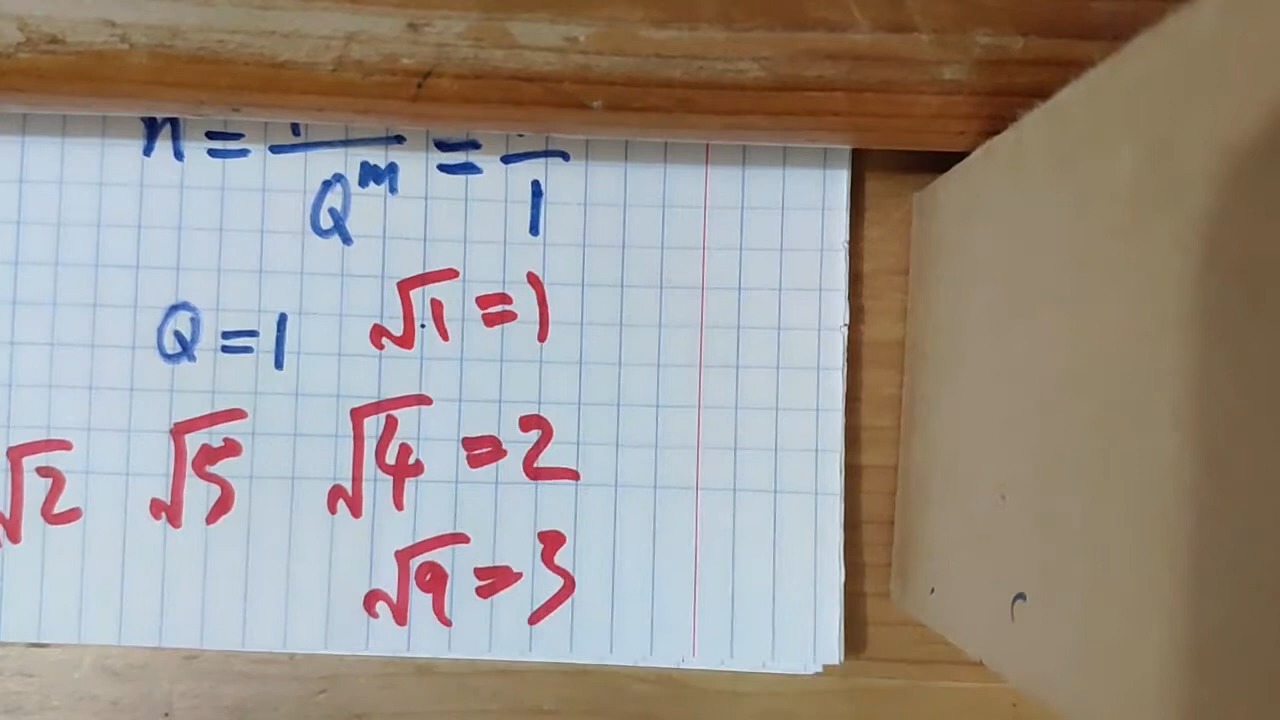 n = / Q^m = / 1
Q = 1 √1 = 1
√2 √5 √4 = 2
√9 = 3